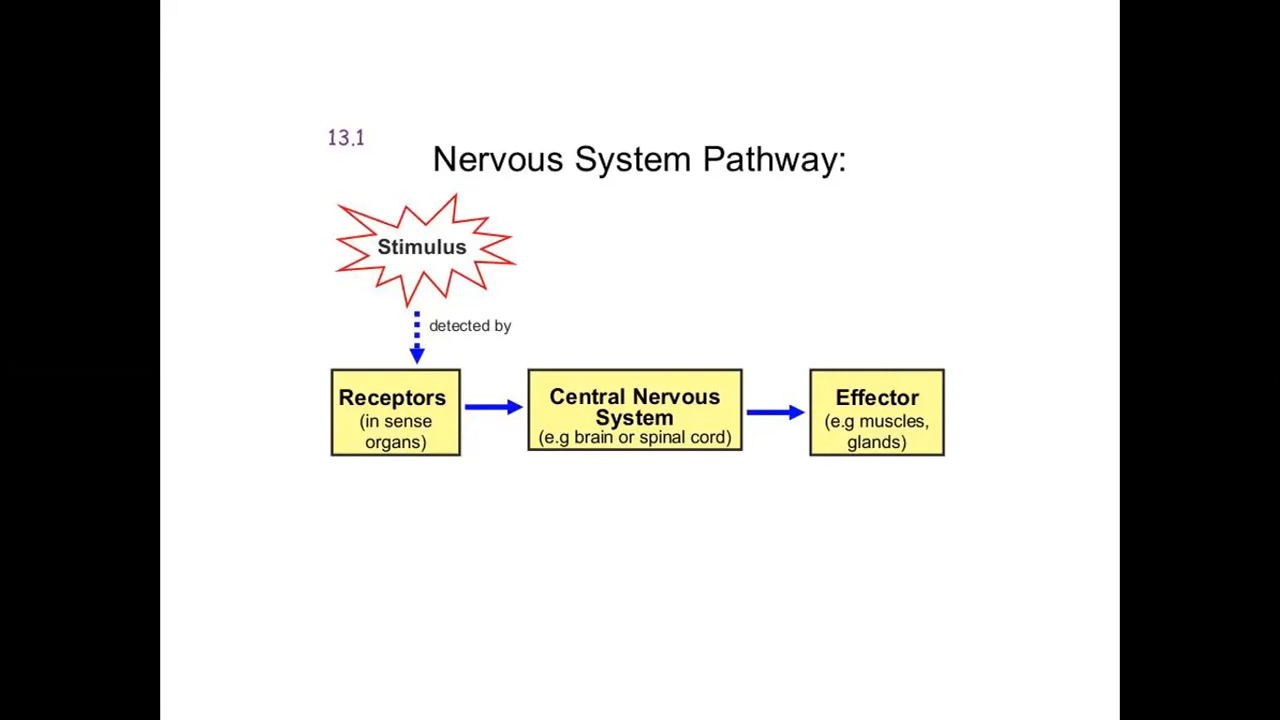 13.1
Nervous System Pathway:
Stimulus
detected by
Receptors
(in sense
organs)
Central Nervous
System
(e.g brain or spinal cord)
Effector
(e.g muscles,
glands)